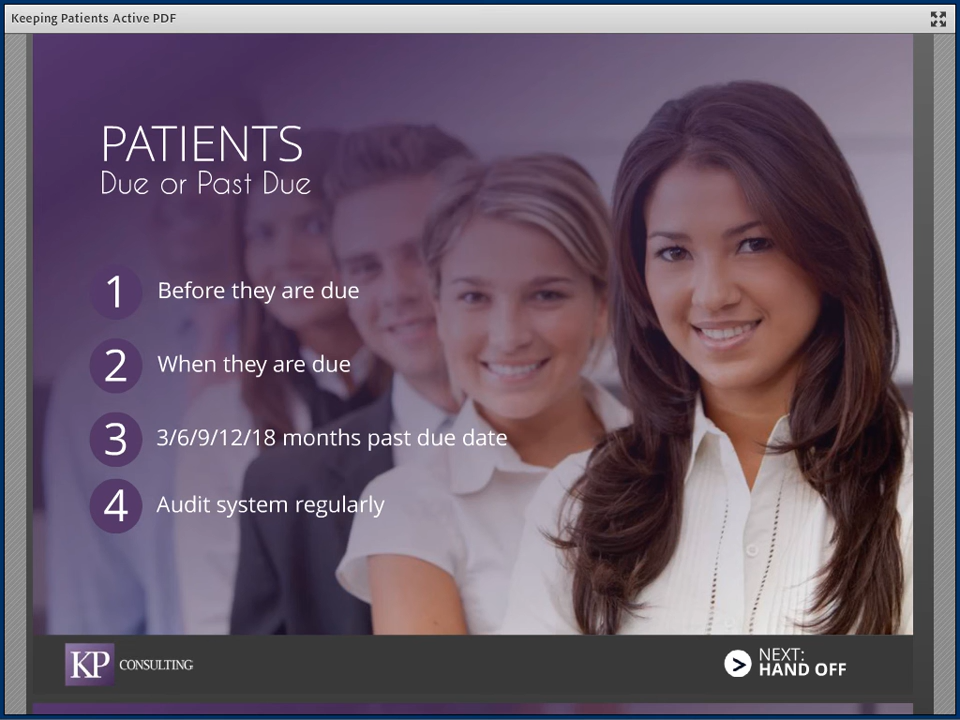 Keeping Patients Active PDF
PATIENTS
Due or Past Due
1 Before they are due
2 When they are due
3 3/6/9/12/18 months past due date
4 Audit system regularly
KP CONSULTING
NEXT:
HAND OFF